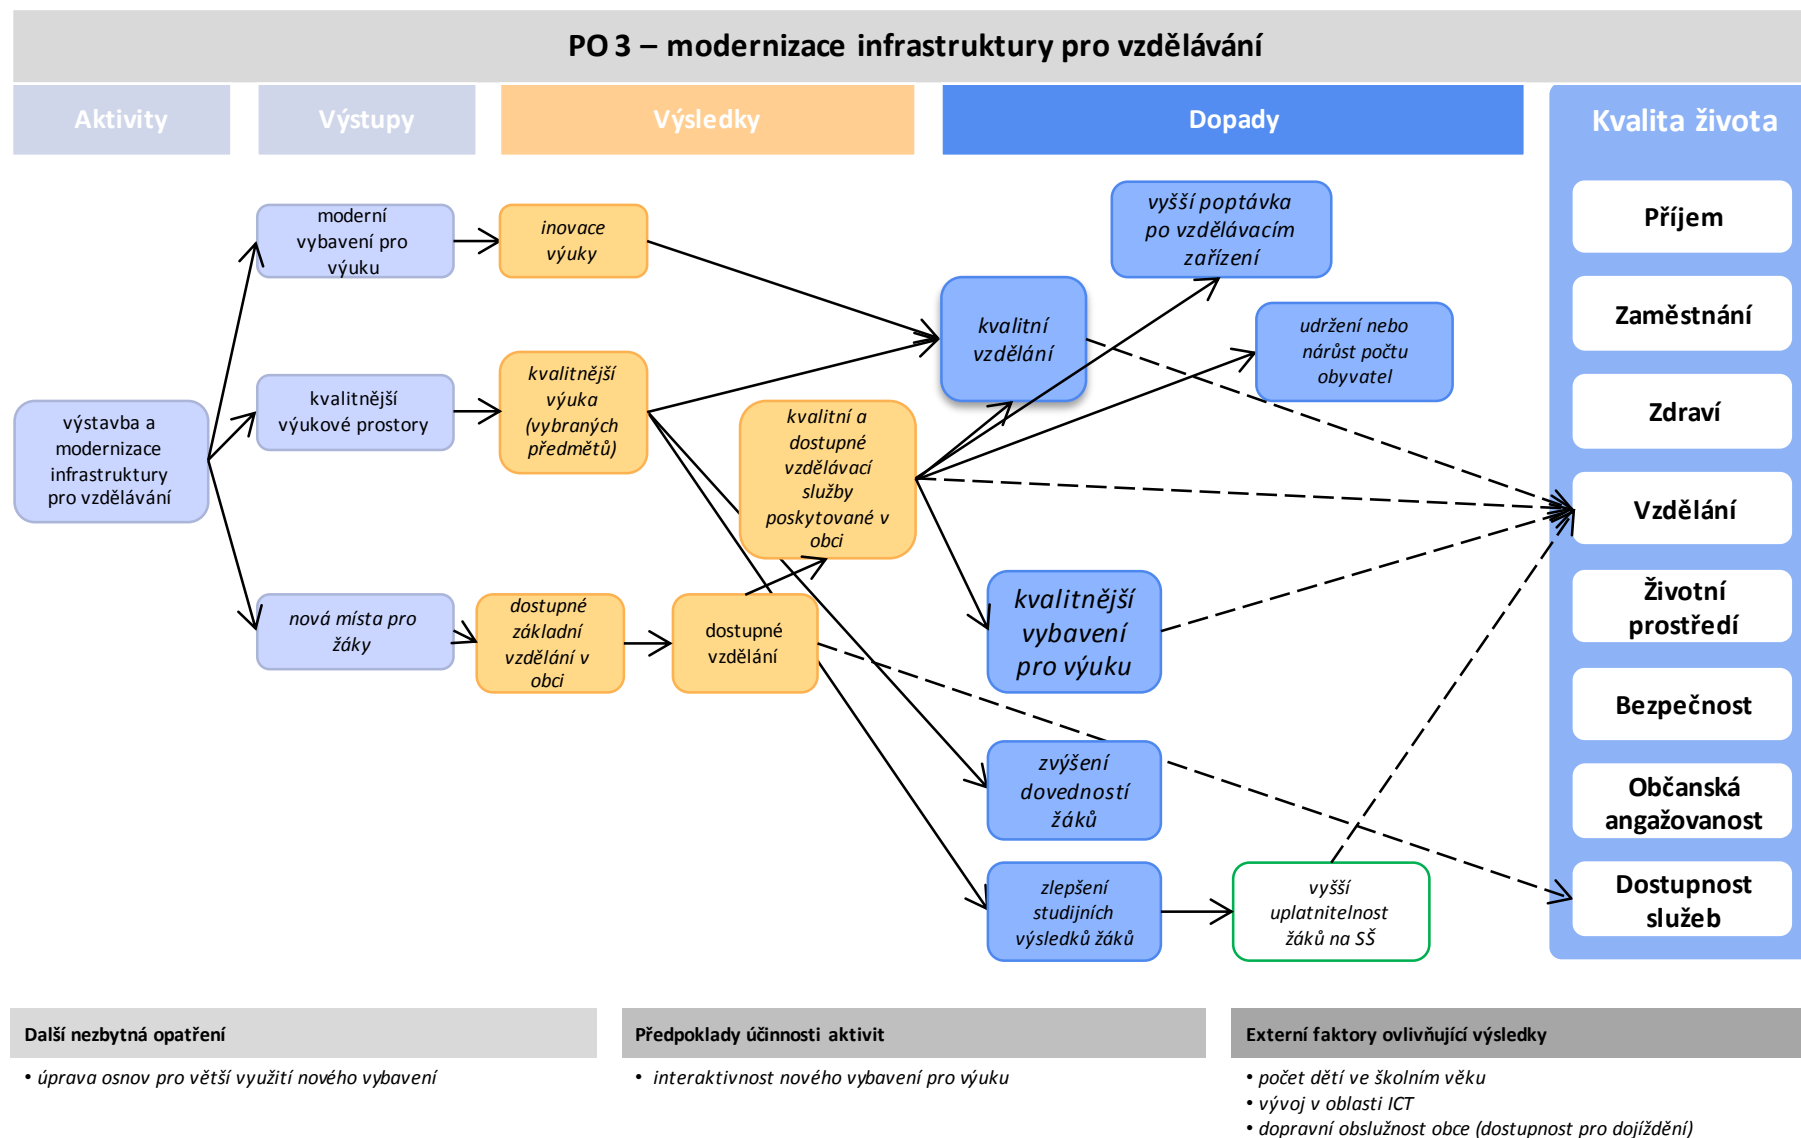 PO 3 – modernizace infrastruktury pro vzdělávání
Aktivity
Výstupy
Výsledky
Dopady
Kvalita života
výstavba a
modernizace
infrastruktury
pro vzdělávání
moderní
vybavení pro
výuku
kvalitnější
výukové prostory
nová místa pro
žáky
inovace
výuky
kvalitnější
výuka
(vybraných
předmětů)
dostupné
základní
vzdělání v
obci
dostupné
vzdělání
kvalitní a
dostupné
vzdělávací
služby
poskytované v
obci
kvalitní
vzdělání
vyšší poptávka
po vzdělávacím
zařízení
udržení nebo
nárůst počtu
obyvatel
kvalitnější
vybavení
pro výuku
zvýšení
dovedností
žáků
zlepšení
studijních
výsledků žáků
vyšší
uplatnitelnost
žáků na SŠ
Příjem
Zaměstnání
Zdraví
Vzdělání
Životní
prostředí
Bezpečnost
Občanská
angažovanost
Dostupnost
služeb
Další nezbytná opatření
• úprava osnov pro větší využití nového vybavení
Předpoklady účinnosti aktivit
• interaktivnost nového vybavení pro výuku
Externí faktory ovlivňující výsledky
• počet dětí ve školním věku
• vývoj v oblasti ICT
• dopravní obslužnost obce (dostupnost pro dojíždění)